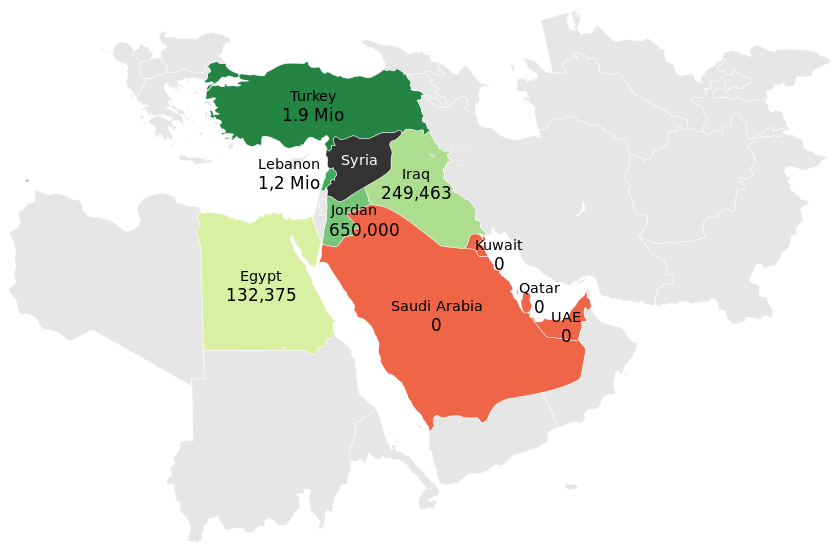 Turkey
1.9 Mio
Syria
Lebanon
1,2 Mio
Iraq
249,463
Jordan
650,000
Kuwait
0
Egypt
132,375
Qatar
0
Saudi Arabia
0
UAE
0